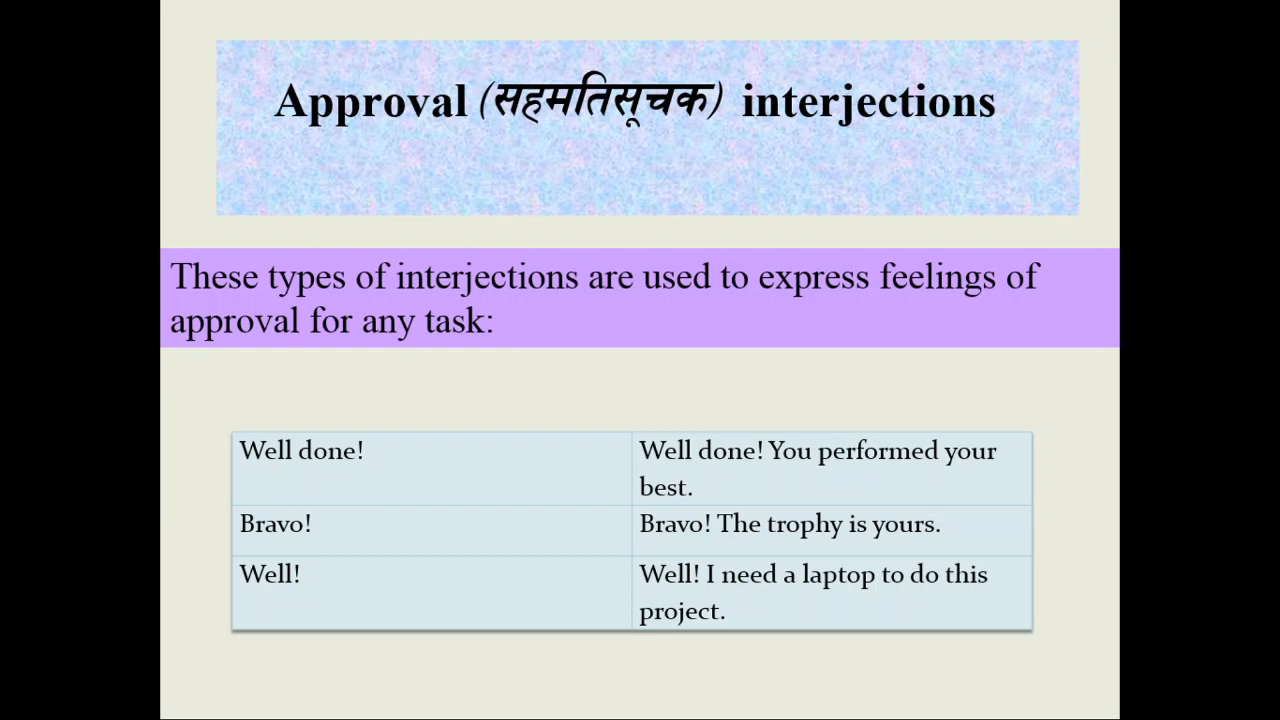 Approval (सहमतिसूचक) interjections
These types of interjections are used to express feelings of
approval for any task:
Well done!
Well done! You performed your
best.
Bravo!
Bravo! The trophy is yours.
Well!
Well! I need a laptop to do this
project.